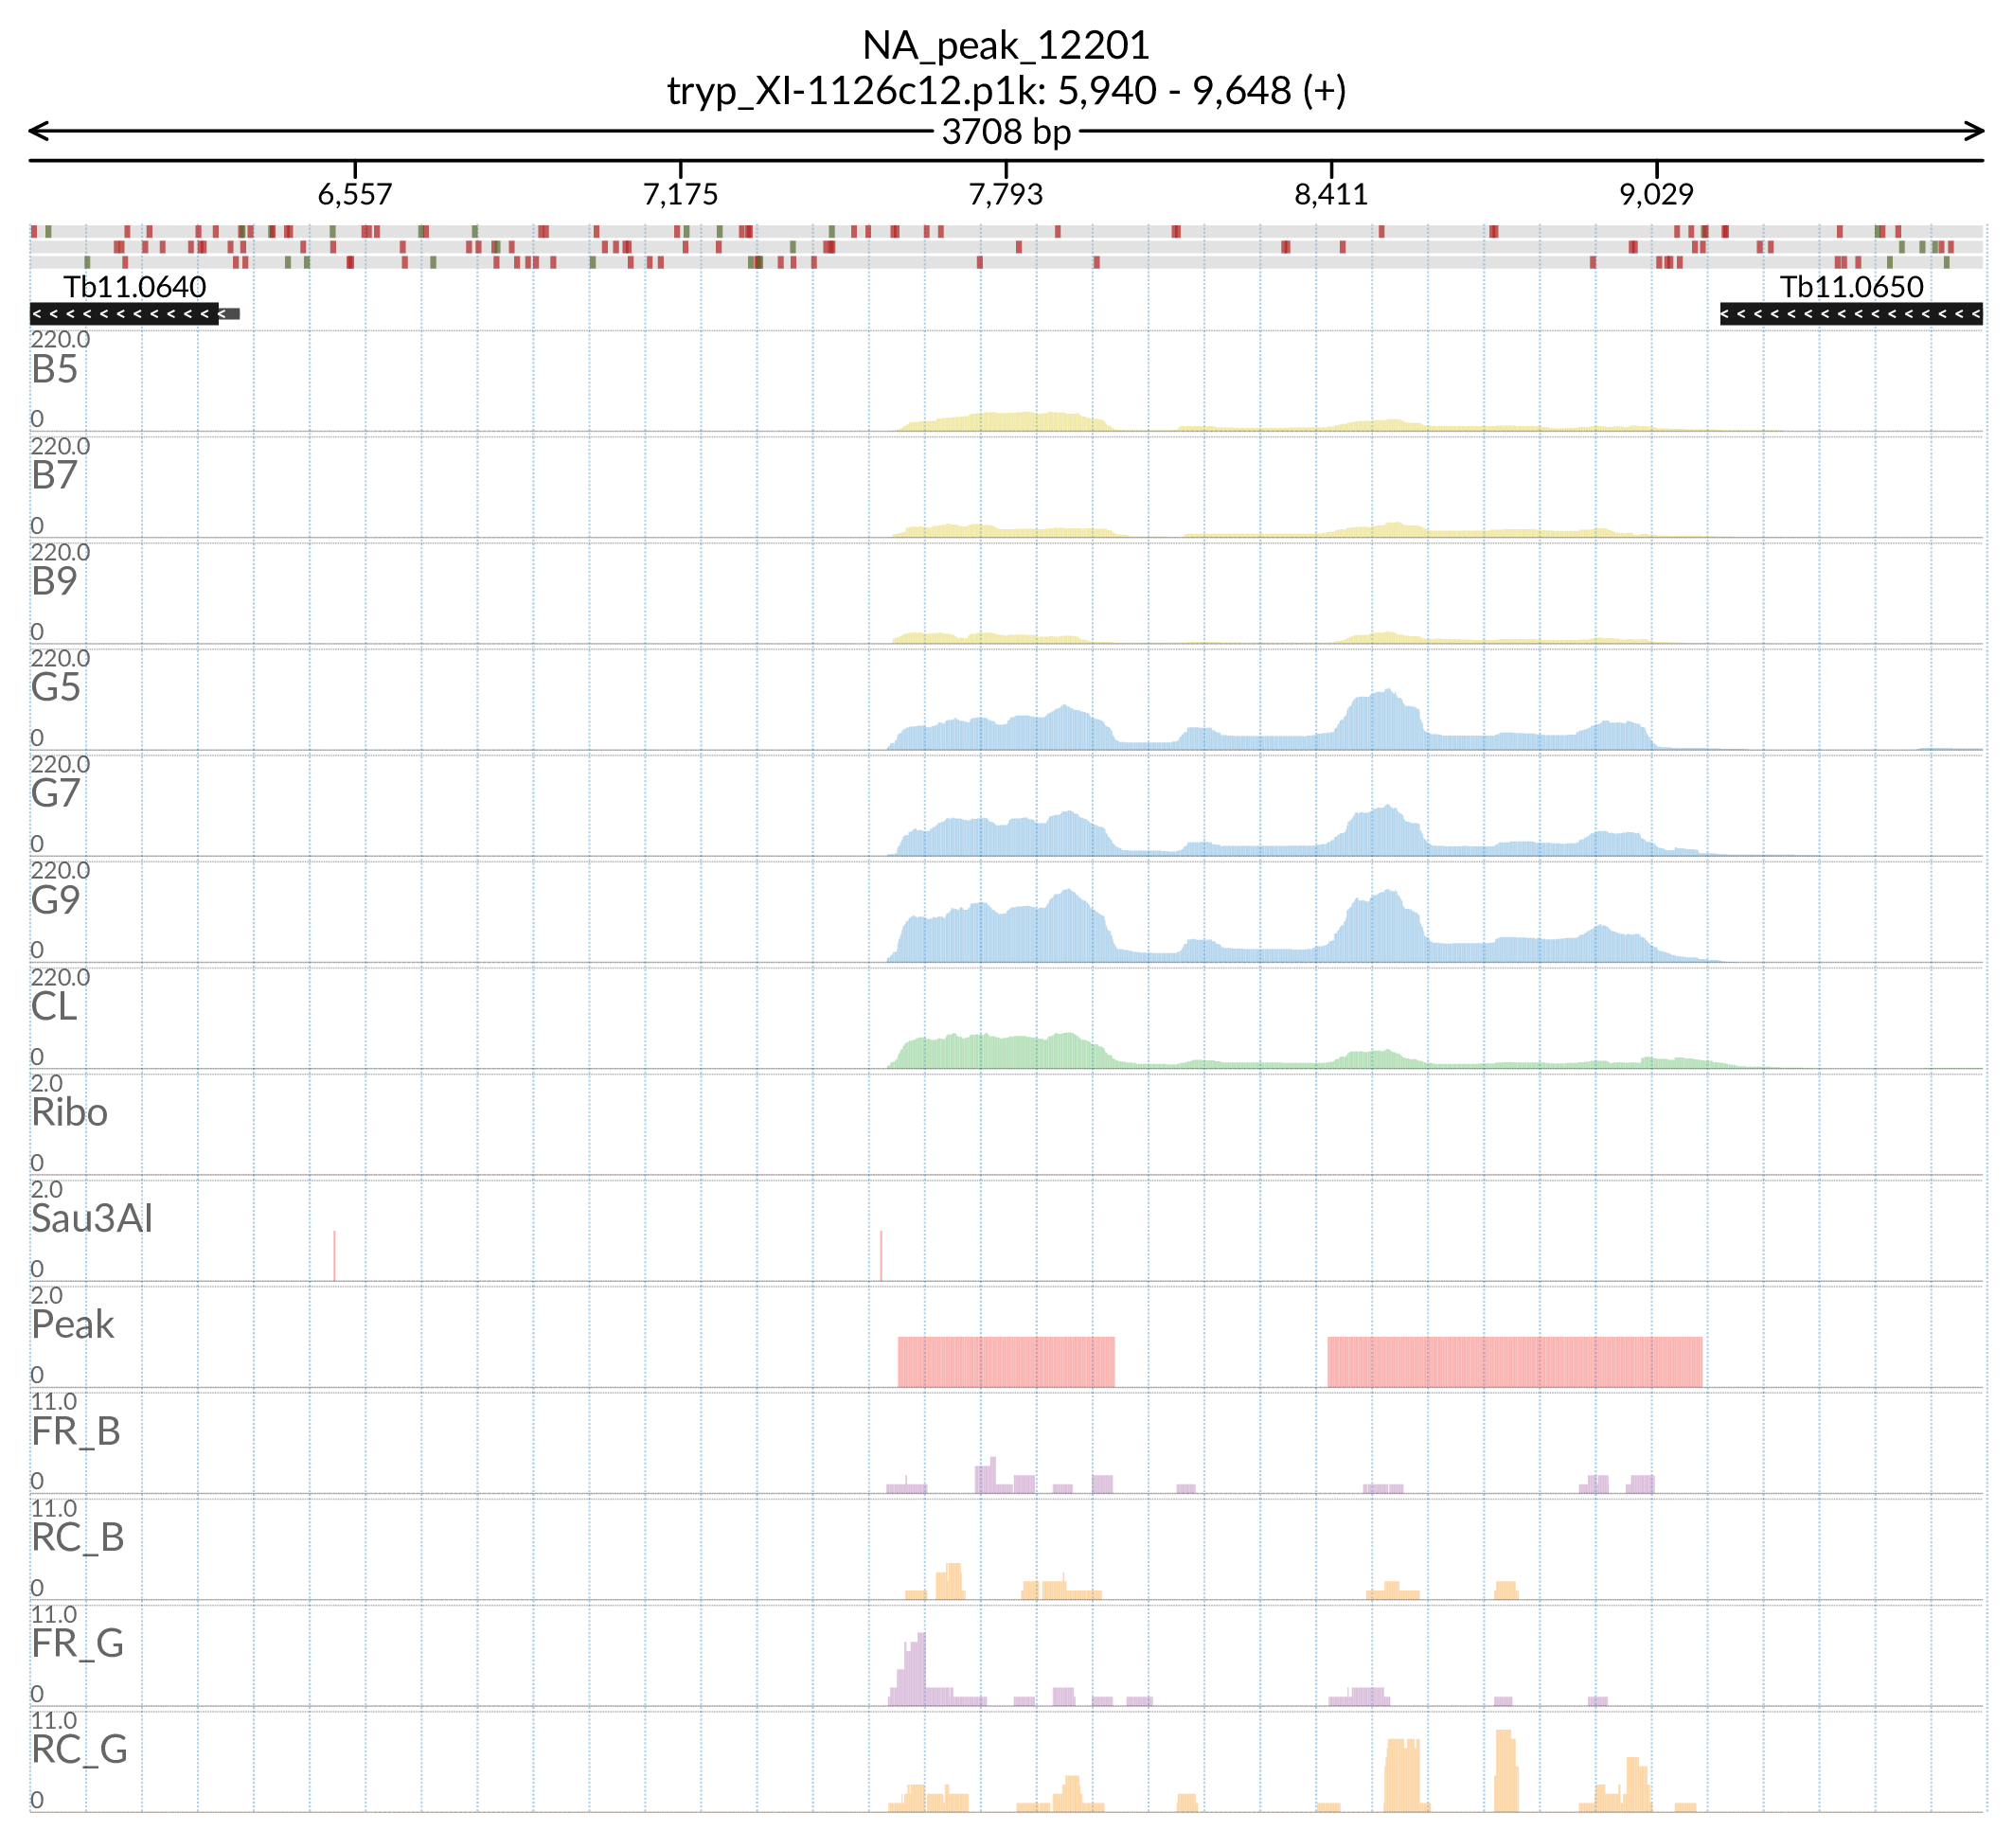 NA_peak_12201
tryp_XI-1126c12.p1k: 5,940 - 9,648 (+)
3708 bp
6,557 7,175 7,793 8,411 9,029
Tb11.0640 Tb11.0650
220.0
B5
0
220.0
B7
0
220.0
B9
0
220.0
G5
0
220.0
G7
0
220.0
G9
0
220.0
CL
0
2.0
Ribo
0
2.0
Sau3AI
0
2.0
Peak
0
11.0
FR_B
0
11.0
RC_B
0
11.0
FR_G
0
11.0
RC_G
0